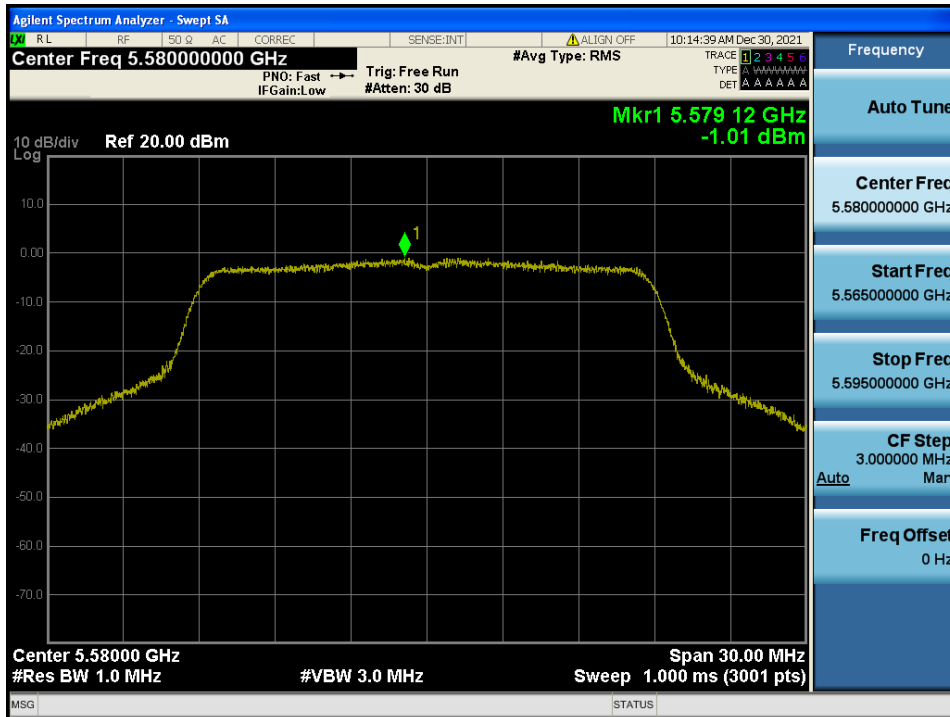 Agilent Spectrum Analyzer - Swept SA
LXI RL RF 50 Ω AC CORREC SENSE:INT ALIGN OFF 10:14:39 AM Dec 30, 2021
Center Freq 5.580000000 GHz
PNO: Fast
IFGain:Low
Trig: Free Run
#Atten: 30 dB
#Avg Type: RMS
TRACE 1 2 3 4 5 6
TYPE A WWWWW
DET A A A A A A
Frequency
Auto Tune
Mkr1 5.579 12 GHz
-1.01 dBm
10 dB/div Ref 20.00 dBm
Log
10.0
0.00
-10.0
-20.0
-30.0
-40.0
-50.0
-60.0
-70.0
1
Center Freq
5.580000000 GHz
Start Freq
5.565000000 GHz
Stop Freq
5.595000000 GHz
CF Step
3.000000 MHz
Auto Man
Freq Offset
0 Hz
Center 5.58000 GHz Span 30.00 MHz
#Res BW 1.0 MHz #VBW 3.0 MHz Sweep 1.000 ms (3001 pts)
MSG STATUS